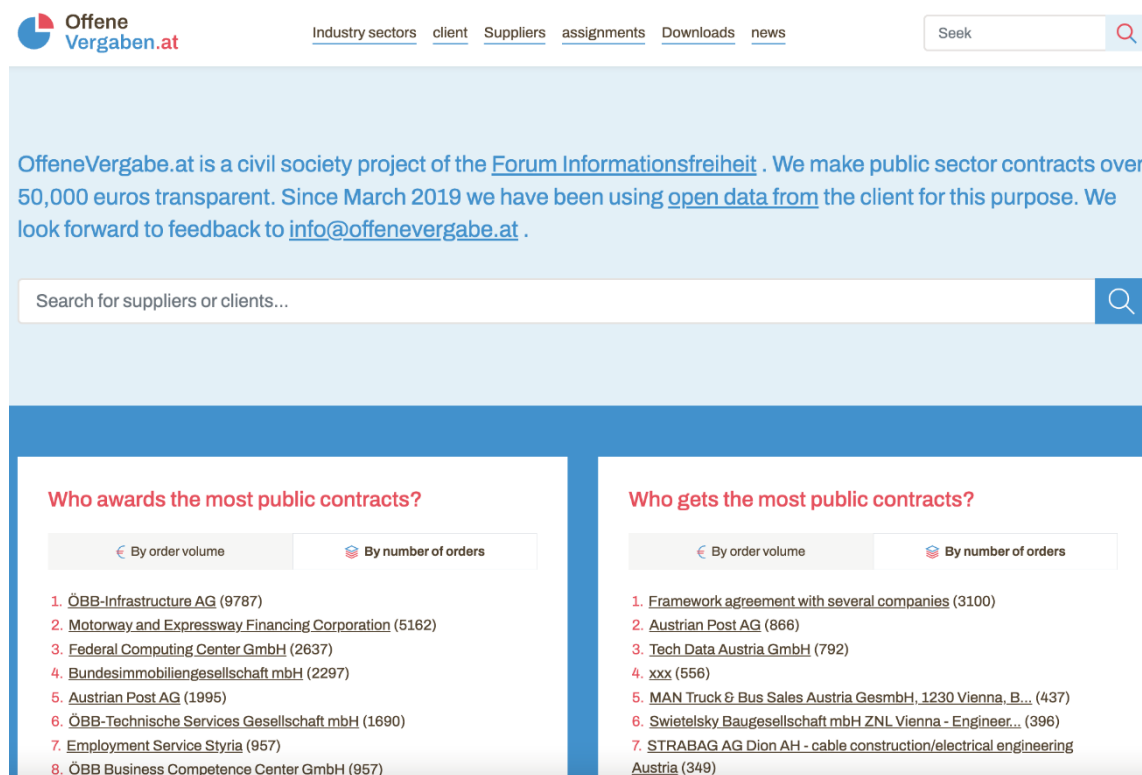 Offene
Vergaben.at
Industry sectors client Suppliers assignments Downloads news
Seek
OffeneVergabe.at is a civil society project of the Forum Informationsfreiheit . We make public sector contracts over
50,000 euros transparent. Since March 2019 we have been using open data from the client for this purpose. We
look forward to feedback to info@offenevergabe.at .
Search for suppliers or clients...
Who awards the most public contracts?
€ By order volume
By number of orders
1. ÖBB-Infrastructure AG (9787)
2. Motorway and Expressway Financing Corporation (5162)
3. Federal Computing Center GmbH (2637)
4. Bundesimmobiliengesellschaft mbH (2297)
5. Austrian Post AG (1995)
6. ÖBB-Technische Services Gesellschaft mbH (1690)
7. Employment Service Styria (957)
8. ÖBB Business Competence Center GmbH (957)
Who gets the most public contracts?
€ By order volume
By number of orders
1. Framework agreement with several companies (3100)
2. Austrian Post AG (866)
3. Tech Data Austria GmbH (792)
4. xxx (556)
5. MAN Truck & Bus Sales Austria GesmbH, 1230 Vienna, B... (437)
6. Swietelsky Baugesellschaft mbH ZNL Vienna - Engineer... (396)
7. STRABAG AG Dion AH - cable construction/electrical engineering
Austria (349)